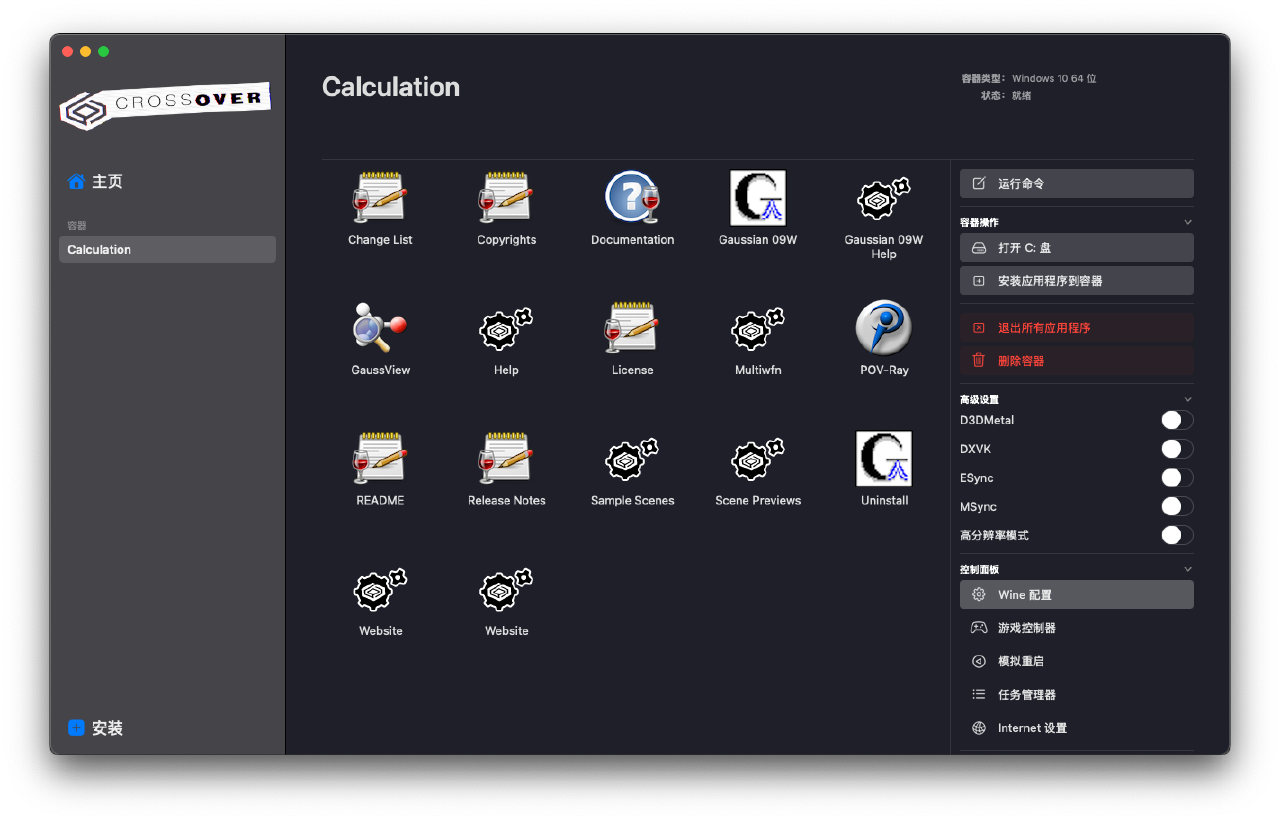 CROSSOVER
主页
容器
Calculation
安装
Calculation
容器类型： Windows 10 64 位
状态： 就绪
Change List
Copyrights
Documentation
Gaussian 09W
Gaussian 09W
Help
GaussView
Help
License
Multiwfn
POV-Ray
README
Release Notes
Sample Scenes
Scene Previews
Uninstall
Website
Website
运行命令
容器操作
打开 C: 盘
安装应用程序到容器
退出所有应用程序
删除容器
高级设置
D3DMetal
DXVK
ESync
MSync
高分辨率模式
控制面板
Wine 配置
游戏控制器
模拟重启
任务管理器
Internet 设置